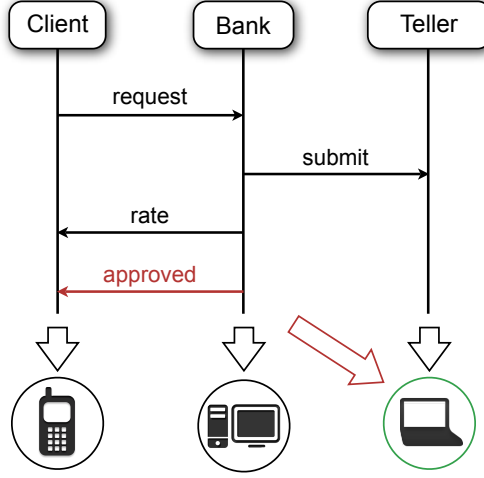 Client
Bank
Teller
request
submit
rate
approved